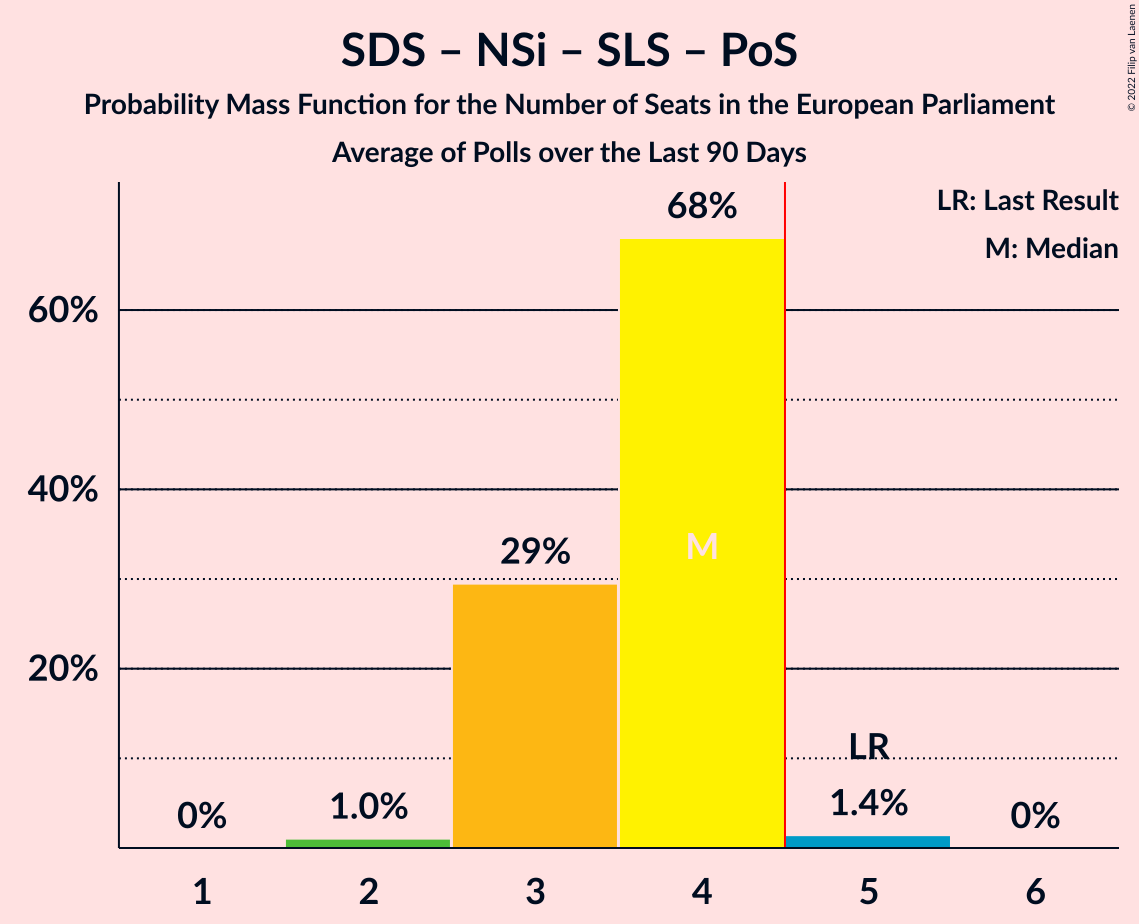 SDS – NSi – SLS – PoS
Probability Mass Function for the Number of Seats in the European Parliament
Average of Polls over the Last 90 Days
© 2022 Filip van Laenen
LR: Last Result
M: Median
68%
60%
40%
29%
M
20%
LR
0%
1.0%
1.4%
0%
1 2 3 4 5 6